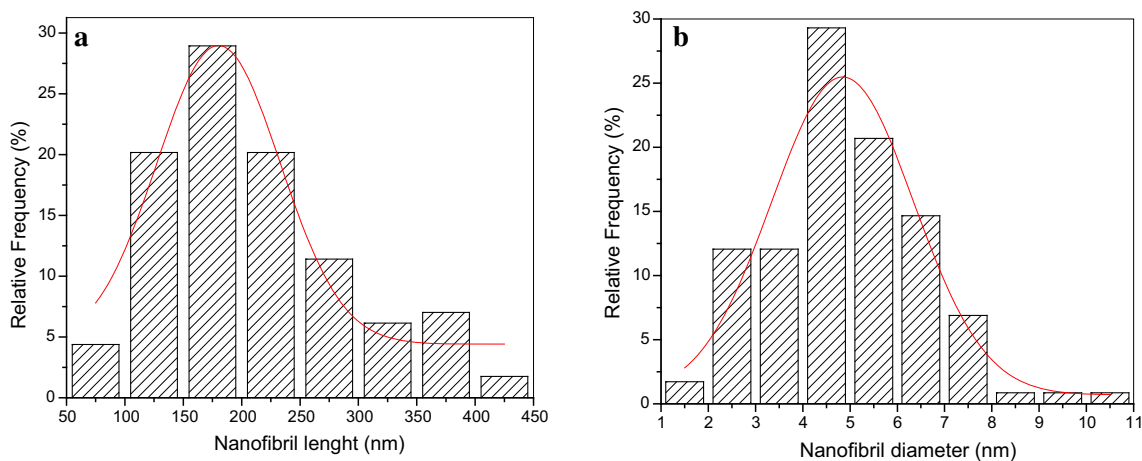 a
Relative Frequency (%)
30
25
20
15
10
5
0
50 100 150 200 250 300 350 400 450
Nanofibril lenght (nm)
b
Relative Frequency (%)
30
25
20
15
10
5
0
1 2 3 4 5 6 7 8 9 10 11
Nanofibril diameter (nm)